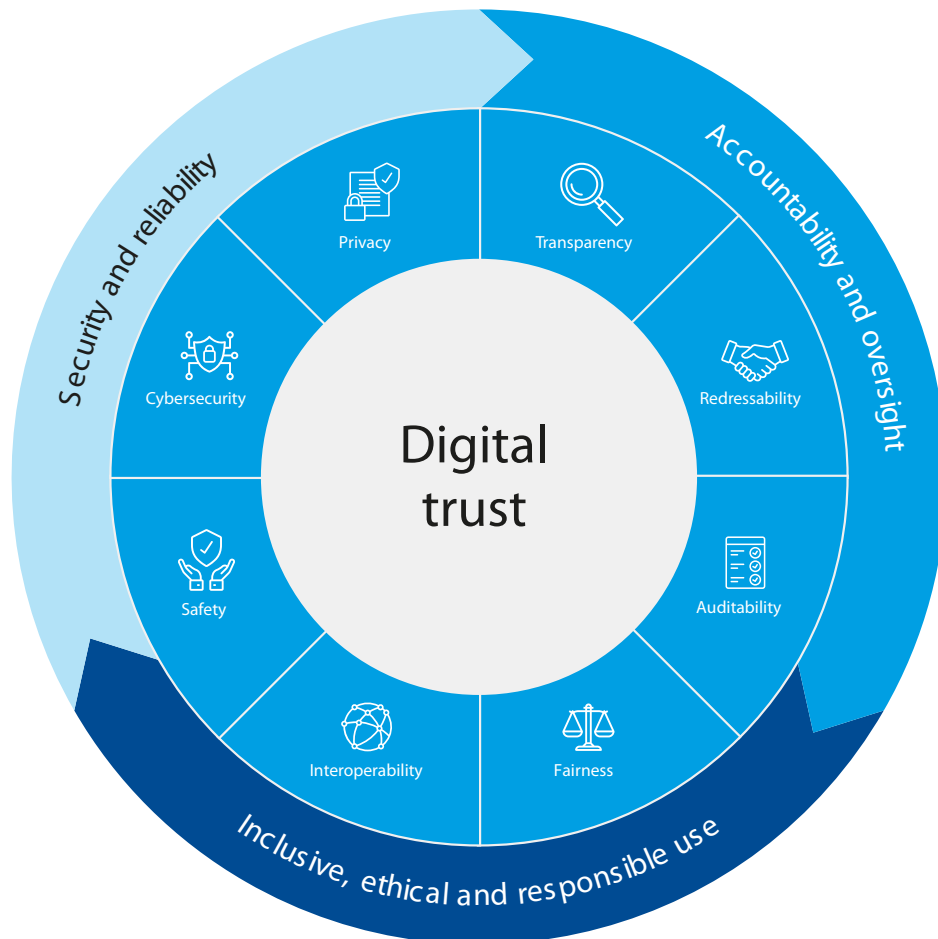 Digital
trust
Security and reliability
Accountability and oversight
Inclusive, ethical and responsible use
Privacy
Transparency
Redressability
Auditability
Fairness
Interoperability
Safety
Cybersecurity